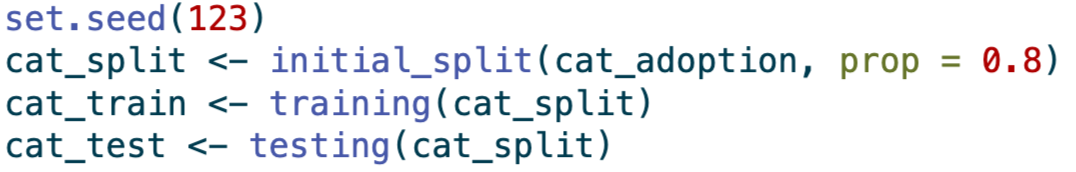 set.seed(123)
cat_split <- initial_split(cat_adoption, prop = 0.8)
cat_train <- training(cat_split)
cat_test <- testing(cat_split)